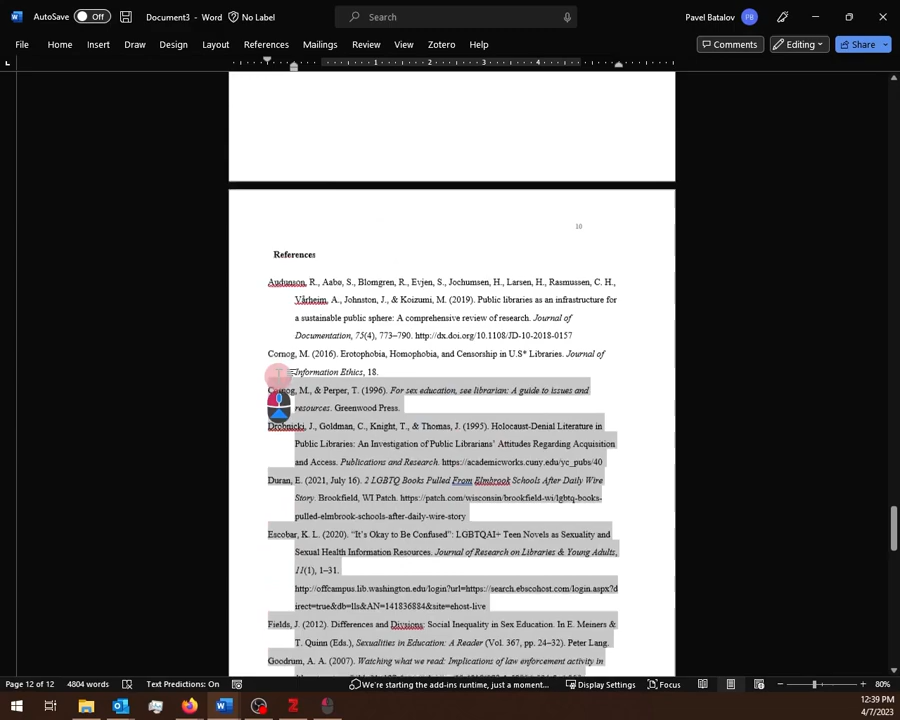 AutoSave Off Document3 - Word No Label Search Pavel Batalov PB
File Home Insert Draw Design Layout References Mailings Review View Zotero Help Comments Editing Share
1 2 3 4
10
References
Audunson, R., Aabø, S., Blomgren, R., Evjen, S., Jochumsen, H., Larsen, H., Rasmussen, C. H.,
Vårheim, A., Johnston, J., & Koizumi, M. (2019). Public libraries as an infrastructure for
a sustainable public sphere: A comprehensive review of research. Journal of
Documentation, 75(4), 773–790. http://dx.doi.org/10.1108/JD-10-2018-0157
Cornog, M. (2016). Erotophobia, Homophobia, and Censorship in U.S* Libraries. Journal of
Information Ethics, 18.
Cornog, M., & Perper, T. (1996). For sex education, see librarian: A guide to issues and
resources. Greenwood Press.
Drobnicki, J., Goldman, C., Knight, T., & Thomas, J. (1995). Holocaust-Denial Literature in
Public Libraries: An Investigation of Public Librarians’ Attitudes Regarding Acquisition
and Access. Publications and Research. https://academicworks.cuny.edu/yc_pubs/40
Duran, E. (2021, July 16). 2 LGBTQ Books Pulled From Elmbrook Schools After Daily Wire
Story. Brookfield, WI Patch. https://patch.com/wisconsin/brookfield-wi/lgbtq-books-
pulled-elmbrook-schools-after-daily-wire-story
Escobar, K. L. (2020). “It’s Okay to Be Confused”: LGBTQAI+ Teen Novels as Sexuality and
Sexual Health Information Resources. Journal of Research on Libraries & Young Adults,
11(1), 1–31.
http://offcampus.lib.washington.edu/login?url=https://search.ebscohost.com/login.aspx?d
irect=true&db=lls&AN=141836884&site=ehost-live
Fields, J. (2012). Differences and Divsions: Social Inequality in Sex Education. In E. Meiners &
T. Quinn (Eds.), Sexualities in Education: A Reader (Vol. 367, pp. 24–32). Peter Lang.
Goodrum, A. A. (2007). Watching what we read: Implications of law enforcement activity in
Page 12 of 12 4804 words Text Predictions: On We're starting the add-ins runtime, just a moment... Display Settings Focus 80%
12:39 PM
4/7/2023